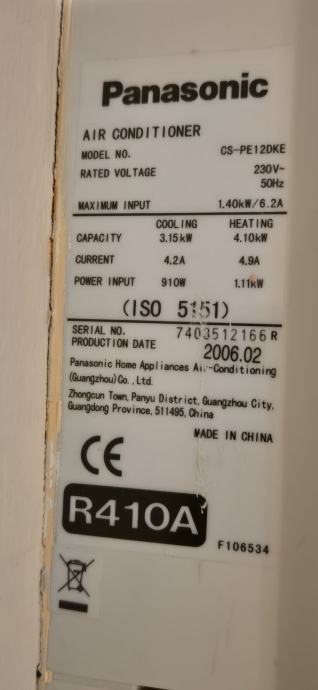 Panasonic
AIR CONDITIONER
MODEL NO. CS-PE12DKE
RATED VOLTAGE 230V~
50Hz
MAXIMUM INPUT 1.40kW/6.2A
COOLING HEATING
CAPACITY 3.15kW 4.10kW
CURRENT 4.2A 4.9A
POWER INPUT 910W 1.11kW
(ISO 5151)
SERIAL NO. 7403512166 R
PRODUCTION DATE 2006.02
Panasonic Home Appliances Air-Conditioning
(Guangzhou)Co., Ltd.
Zhongcun Town, Panyu District, Guangzhou City,
Guangdong Province, 511495, China
MADE IN CHINA
CE
R410A
F106534